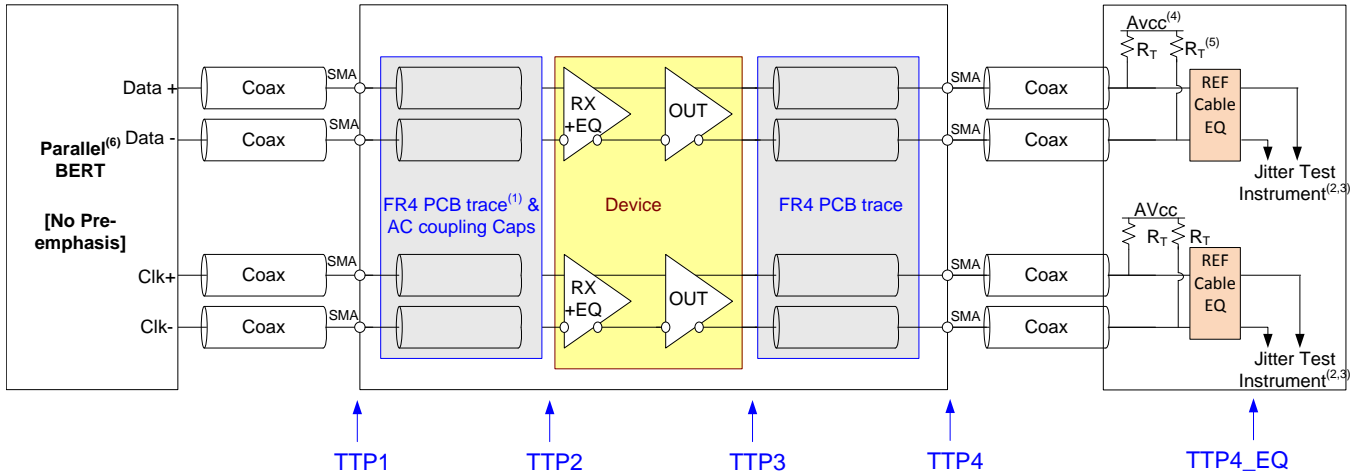 Data +
Data -
Parallel(6)
BERT
[No Pre-
emphasis]
Clk+
Clk-
Coax
Coax
Coax
Coax
SMA
SMA
SMA
SMA
FR4 PCB trace(1) &
AC coupling Caps
RX
+EQ
OUT
Device
RX
+EQ
OUT
FR4 PCB trace
SMA
SMA
SMA
SMA
Coax
Coax
Coax
Coax
Avcc(4)
RT
RT(5)
REF
Cable
EQ
Jitter Test
Instrument(2,3)
AVcc
RT
RT
REF
Cable
EQ
Jitter Test
Instrument(2,3)
TTP1
TTP2
TTP3
TTP4
TTP4_EQ